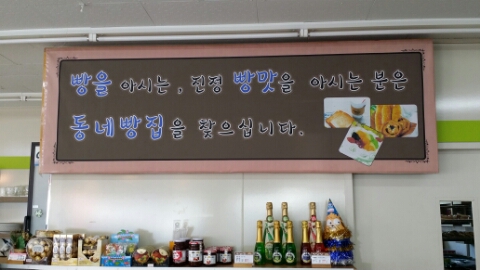 빵을 아시는, 진정 빵맛을 아시는 분은
동네빵집을 찾으십니다.